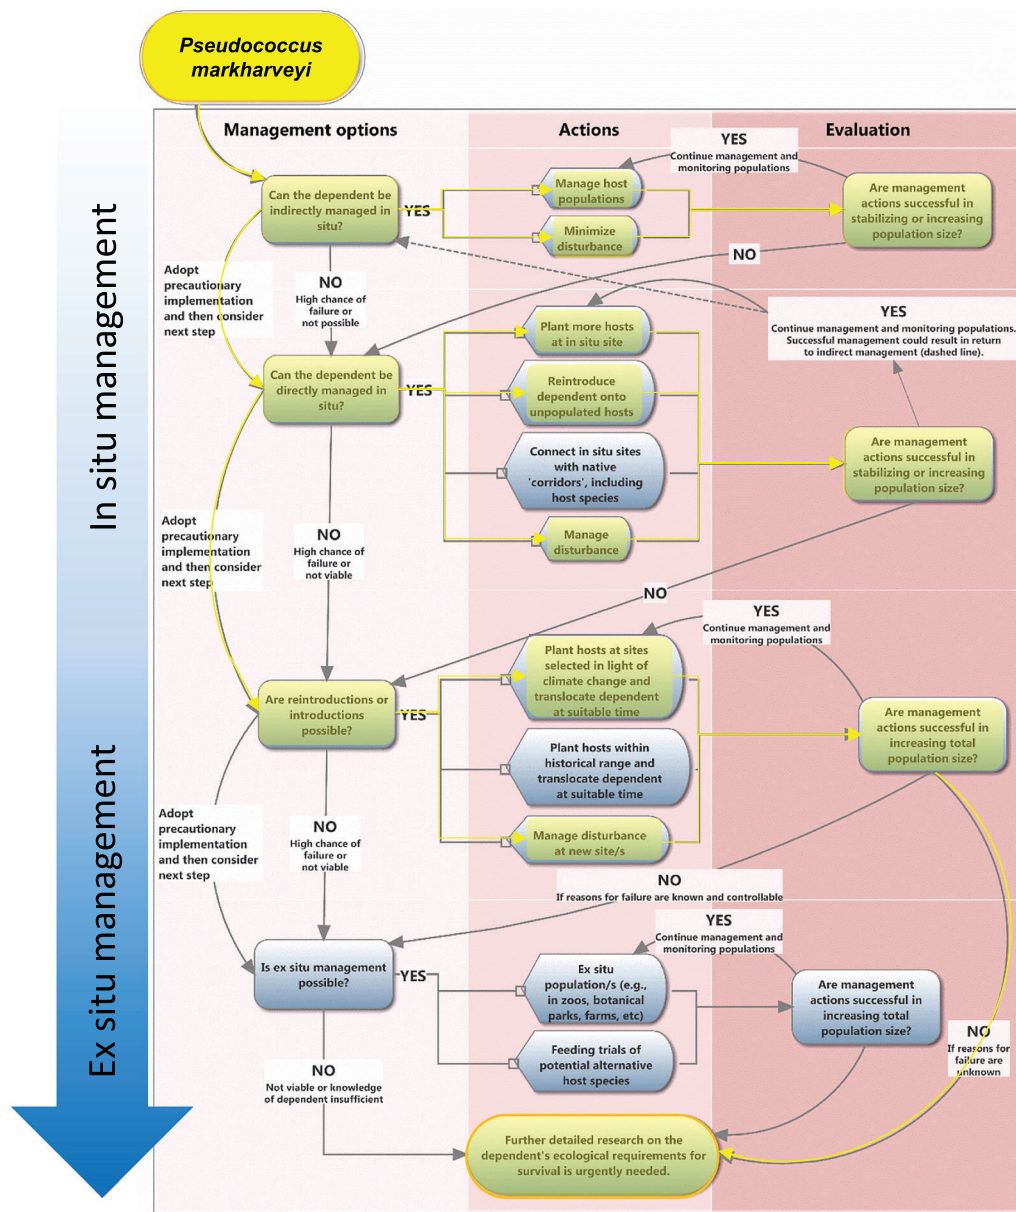 Pseudococcus
markharveyi
In situ management
Ex situ management
Management options
Actions
Evaluation
Can the dependent be
indirectly managed in
situ?
YES
Manage host
populations
Minimize
disturbance
YES
Continue management and
monitoring populations
Are management
actions successful in
stabilizing or increasing
population size?
NO
Adopt
precautionary
implementation
and then consider
next step
NO
High chance of
failure or
not possible
Can the dependent be
directly managed in
situ?
YES
Plant more hosts
at in situ site
Reintroduce
dependent onto
unpopulated hosts
Connect in situ sites
with native
'corridors', including
host species
Manage
disturbance
YES
Continue management and monitoring populations.
Successful management could result in return
to indirect management (dashed line).
Are management
actions successful in
stabilizing or increasing
population size?
NO
Adopt
precautionary
implementation
and then consider
next step
NO
High chance of
failure or
not viable
Are reintroductions or
introductions
possible?
YES
Plant hosts at sites
selected in light of
climate change and
translocate dependent
at suitable time
Plant hosts within
historical range and
translocate dependent
at suitable time
Manage disturbance
at new site/s
YES
Continue management and
monitoring populations
Are management
actions successful in
increasing total
population size?
NO
If reasons for failure are known and controllable
Adopt
precautionary
implementation
and then consider
next step
NO
High chance of
failure or
not viable
Is ex situ management
possible?
YES
Ex situ
population/s (e.g.,
in zoos, botanical
parks, farms, etc)
Feeding trials of
potential alternative
host species
YES
Continue management and
monitoring populations
Are management
actions successful in
increasing total
population size?
NO
If reasons for
failure are
unknown
NO
Not viable or knowledge
of dependent insufficient
Further detailed research on the
dependent's ecological requirements for
survival is urgently needed.